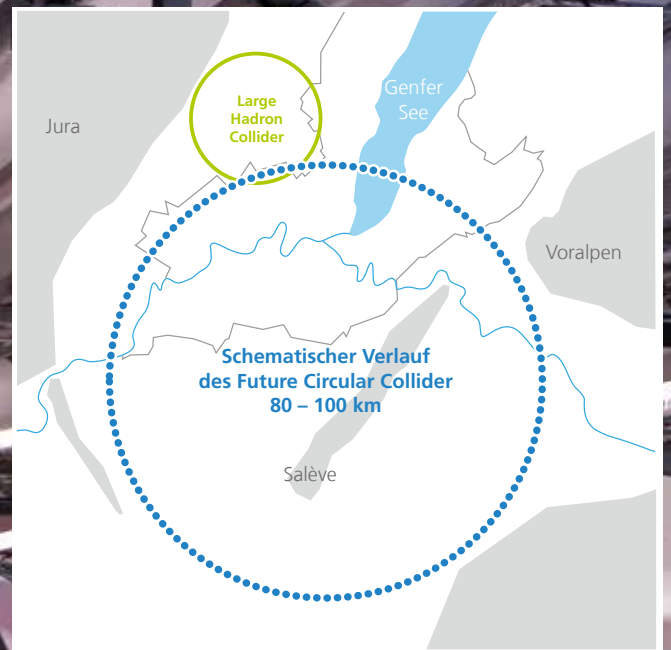 Large
Hadron
Collider
Genfer
See
Jura
Voralpen
Schematischer Verlauf
des Future Circular Collider
80 – 100 km
Salève